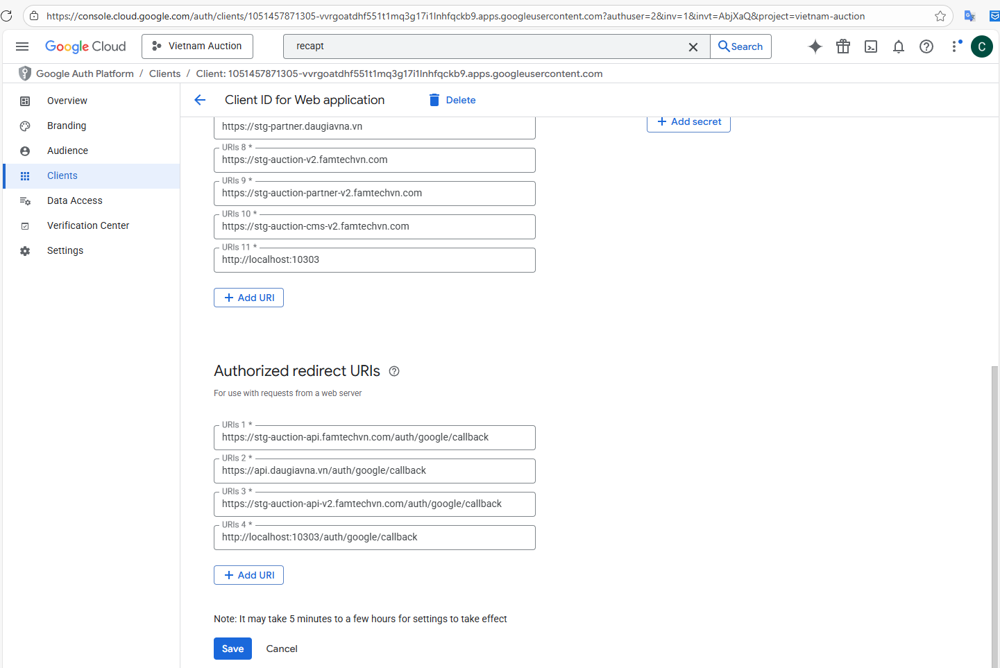 https://console.cloud.google.com/auth/clients/1051457871305-vvrgoatdhf551t1mq3g17i1lnhfqckb9.apps.googleusercontent.com?authuser=2&inv=1&invt=AbjXaQ&project=vietnam-auction
Google Cloud
Vietnam Auction
recapt
Search
C
Google Auth Platform / Clients / Client: 1051457871305-vvrgoatdhf551t1mq3g17i1lnhfqckb9.apps.googleusercontent.com
Overview
Branding
Audience
Clients
Data Access
Verification Center
Settings
Client ID for Web application
Delete
https://stg-partner.daugiavna.vn
Add secret
URIs 8 *
https://stg-auction-v2.famtechvn.com
URIs 9 *
https://stg-auction-partner-v2.famtechvn.com
URIs 10 *
https://stg-auction-cms-v2.famtechvn.com
URIs 11 *
http://localhost:10303
Add URI
Authorized redirect URIs
For use with requests from a web server
URIs 1 *
https://stg-auction-api.famtechvn.com/auth/google/callback
URIs 2 *
https://api.daugiavna.vn/auth/google/callback
URIs 3 *
https://stg-auction-api-v2.famtechvn.com/auth/google/callback
URIs 4 *
http://localhost:10303/auth/google/callback
Add URI
Note: It may take 5 minutes to a few hours for settings to take effect
Save
Cancel